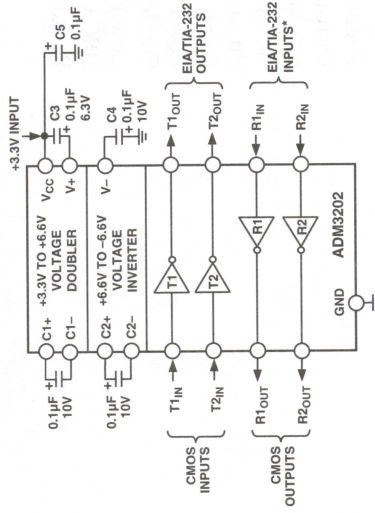 +3.3V INPUT
C5
0.1µF
C3
0.1µF
6.3V
C4
0.1µF
10V
EIA/TIA-232
OUTPUTS
EIA/TIA-232
INPUTS*
VCC
V+
V–
T1OUT
T2OUT
R1IN
R2IN
+3.3V TO +6.6V
VOLTAGE
DOUBLER
+6.6V TO –6.6V
VOLTAGE
INVERTER
T1
T2
R1
R2
ADM3202
GND
C1+
C1–
C2+
C2–
0.1µF
10V
0.1µF
10V
T1IN
T2IN
R1OUT
R2OUT
CMOS
INPUTS
CMOS
OUTPUTS